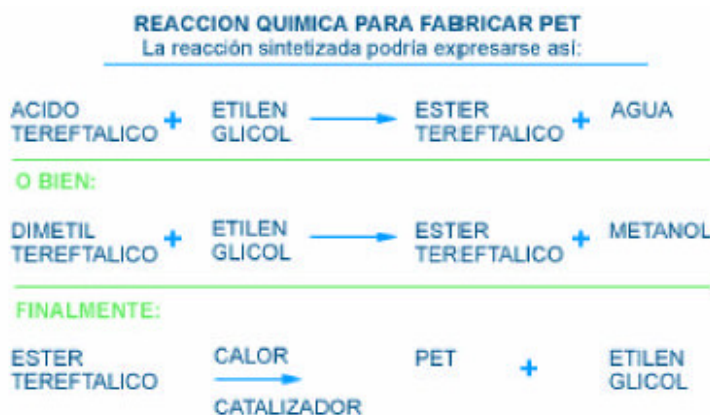 REACCION QUIMICA PARA FABRICAR PET
La reacción sintetizada podría expresarse así:
ACIDO TEREFTALICO + ETILEN GLICOL → ESTER TEREFTALICO + AGUA
O BIEN:
DIMETIL TEREFTALICO + ETILEN GLICOL → ESTER TEREFTALICO + METANOL
FINALMENTE:
ESTER TEREFTALICO CALOR → CATALIZADOR PET + ETILEN GLICOL